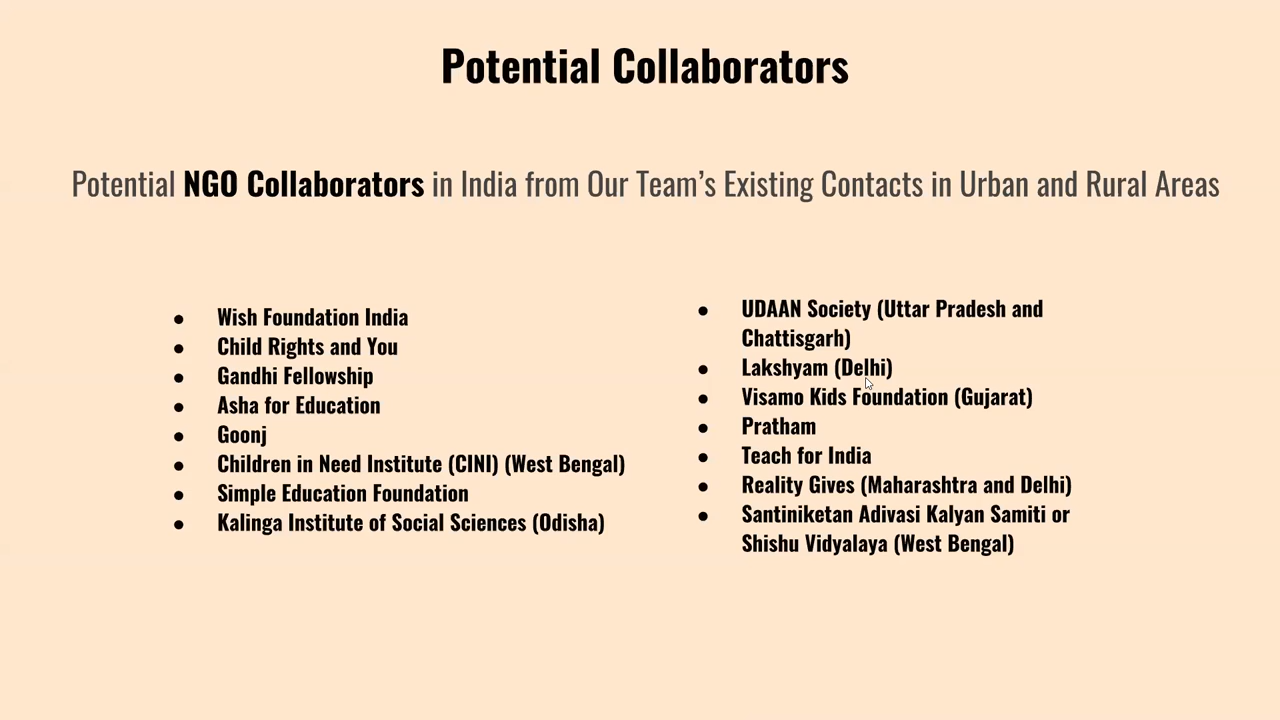 Potential Collaborators
Potential NGO Collaborators in India from Our Team’s Existing Contacts in Urban and Rural Areas
● Wish Foundation India
● Child Rights and You
● Gandhi Fellowship
● Asha for Education
● Goonj
● Children in Need Institute (CINI) (West Bengal)
● Simple Education Foundation
● Kalinga Institute of Social Sciences (Odisha)
● UDAAN Society (Uttar Pradesh and
Chattisgarh)
● Lakshyam (Delhi)
● Visamo Kids Foundation (Gujarat)
● Pratham
● Teach for India
● Reality Gives (Maharashtra and Delhi)
● Santiniketan Adivasi Kalyan Samiti or
Shishu Vidyalaya (West Bengal)